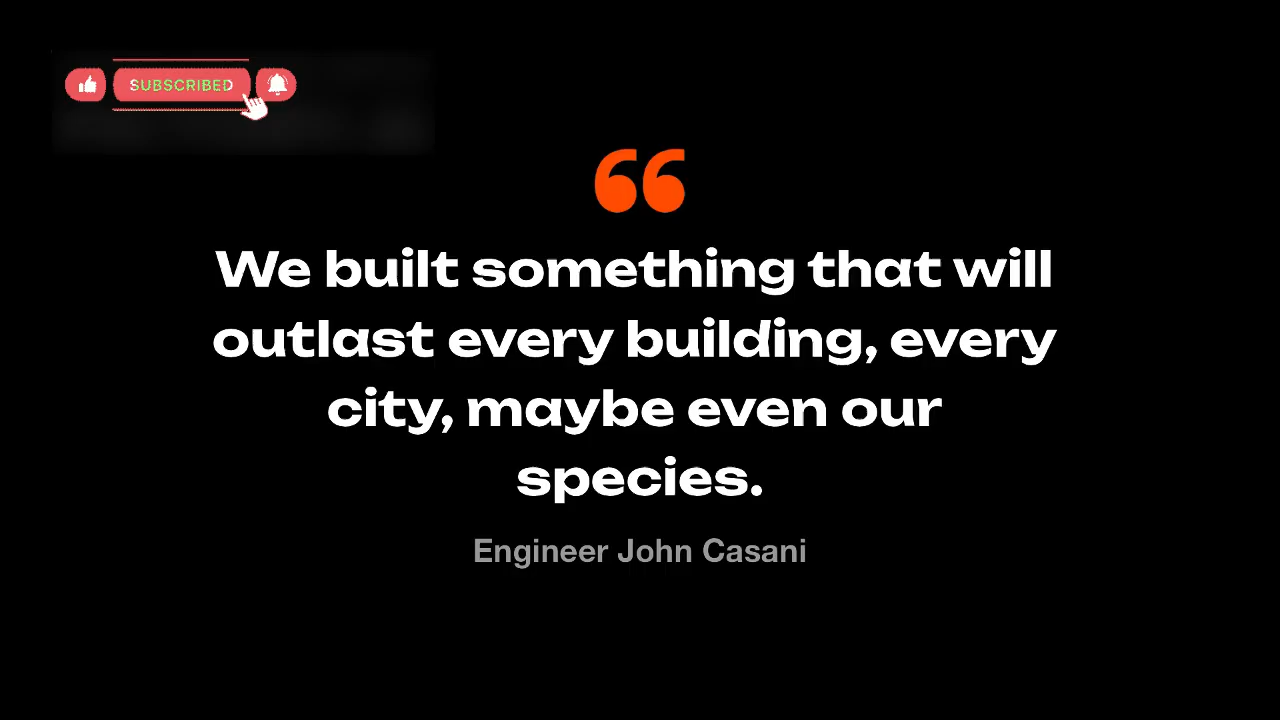 SUBSCRIBED
“
We built something that will
outlast every building, every
city, maybe even our
species.
Engineer John Casani